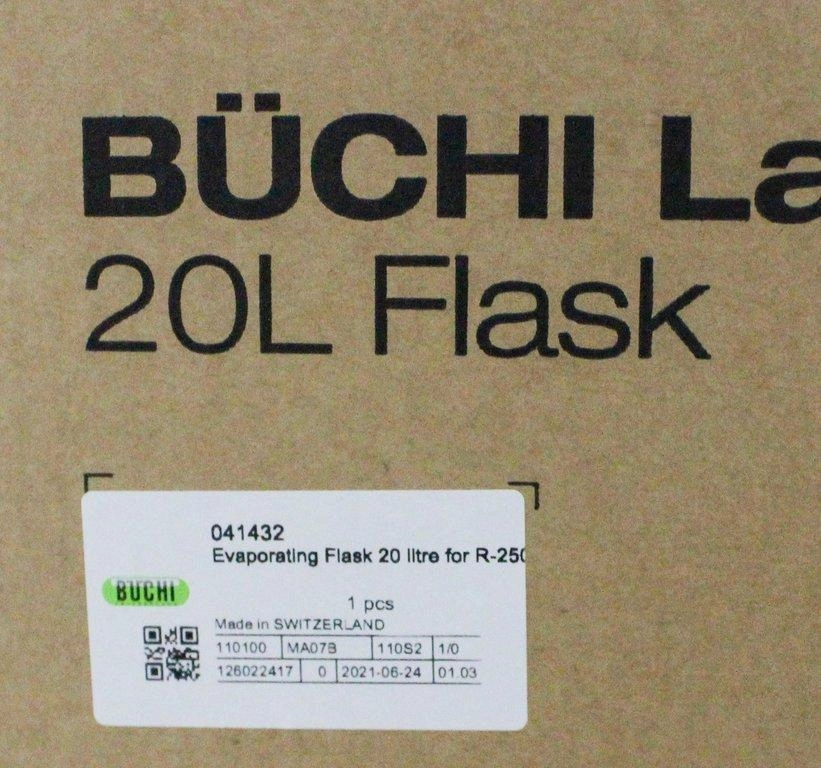 BÜCHI La
20L Flask
041432
Evaporating Flask 20 litre for R-250
BÜCHI
1 pcs
Made in SWITZERLAND
110100 MA07B 110S2 1/0
126022417 0 2021-06-24 01.03